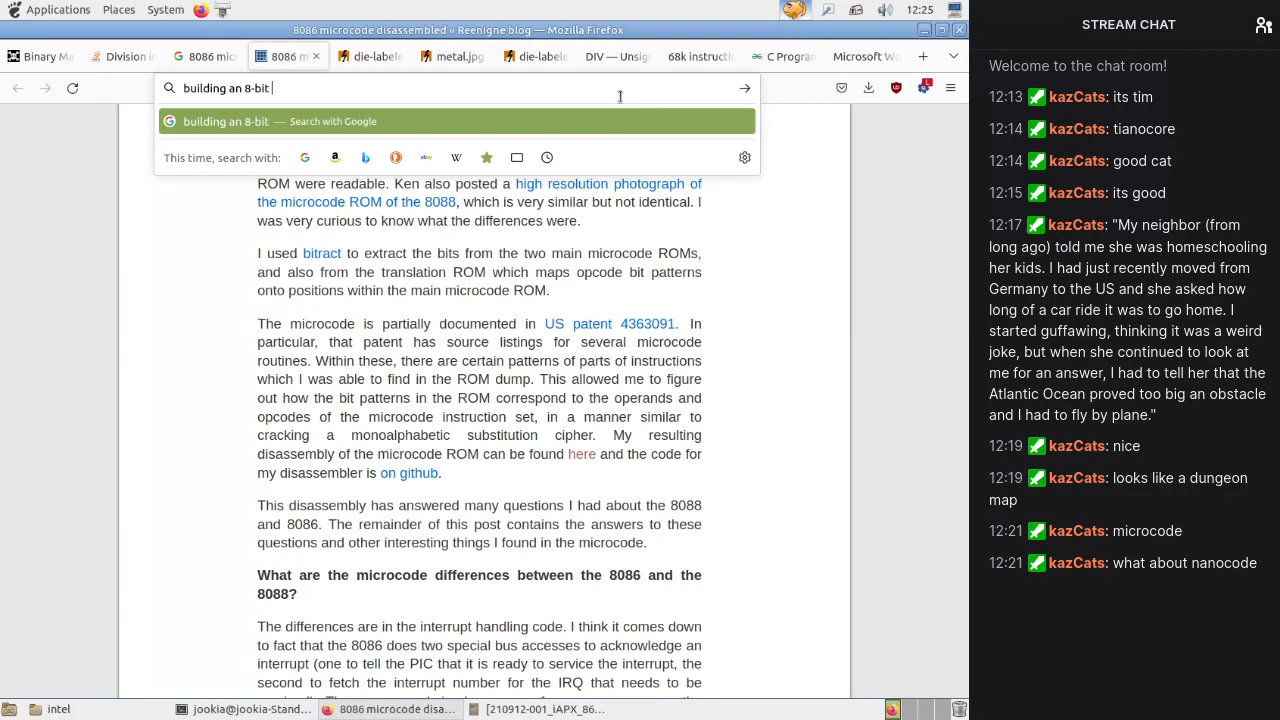 Applications Places System 12:25
8086 microcode disassembled « Reenigne blog — Mozilla Firefox
Binary Ma Division in 8086 micro 8086 m die-labele metal.jpg die-labele DIV — Unsig 68k instructi C Program Microsoft Wo
building an 8-bit
building an 8-bit — Search with Google
This time, search with:
ROM were readable. Ken also posted a high resolution photograph of
the microcode ROM of the 8088, which is very similar but not identical. I
was very curious to know what the differences were.
I used bitract to extract the bits from the two main microcode ROMs,
and also from the translation ROM which maps opcode bit patterns
onto positions within the main microcode ROM.
The microcode is partially documented in US patent 4363091. In
particular, that patent has source listings for several microcode
routines. Within these, there are certain patterns of parts of instructions
which I was able to find in the ROM dump. This allowed me to figure
out how the bit patterns in the ROM correspond to the operands and
opcodes of the microcode instruction set, in a manner similar to
cracking a monoalphabetic substitution cipher. My resulting
disassembly of the microcode ROM can be found here and the code for
my disassembler is on github.
This disassembly has answered many questions I had about the 8088
and 8086. The remainder of this post contains the answers to these
questions and other interesting things I found in the microcode.
What are the microcode differences between the 8086 and the
8088?
The differences are in the interrupt handling code. I think it comes down
to fact that the 8086 does two special bus accesses to acknowledge an
interrupt (one to tell the PIC that it is ready to service the interrupt, the
second to fetch the interrupt number for the IRQ that needs to be
intel jookia@jookia-Stand... 8086 microcode disa... [210912-001_iAPX_86...
STREAM CHAT
Welcome to the chat room!
12:13 kazCats: its tim
12:14 kazCats: tianocore
12:14 kazCats: good cat
12:15 kazCats: its good
12:17 kazCats: "My neighbor (from
long ago) told me she was homeschooling
her kids. I had just recently moved from
Germany to the US and she asked how
long of a car ride it was to go home. I
started guffawing, thinking it was a weird
joke, but when she continued to look at
me for an answer, I had to tell her that the
Atlantic Ocean proved too big an obstacle
and I had to fly by plane."
12:19 kazCats: nice
12:19 kazCats: looks like a dungeon
map
12:21 kazCats: microcode
12:21 kazCats: what about nanocode